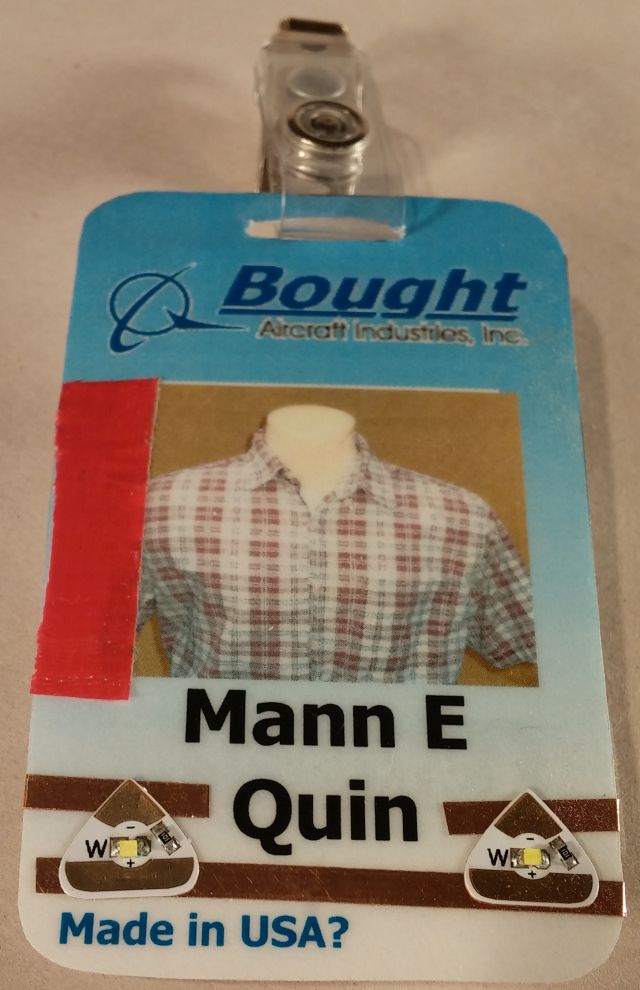 Bought
Aircraft Industries, Inc.
Mann E
Quin
W - +
W - +
Made in USA?